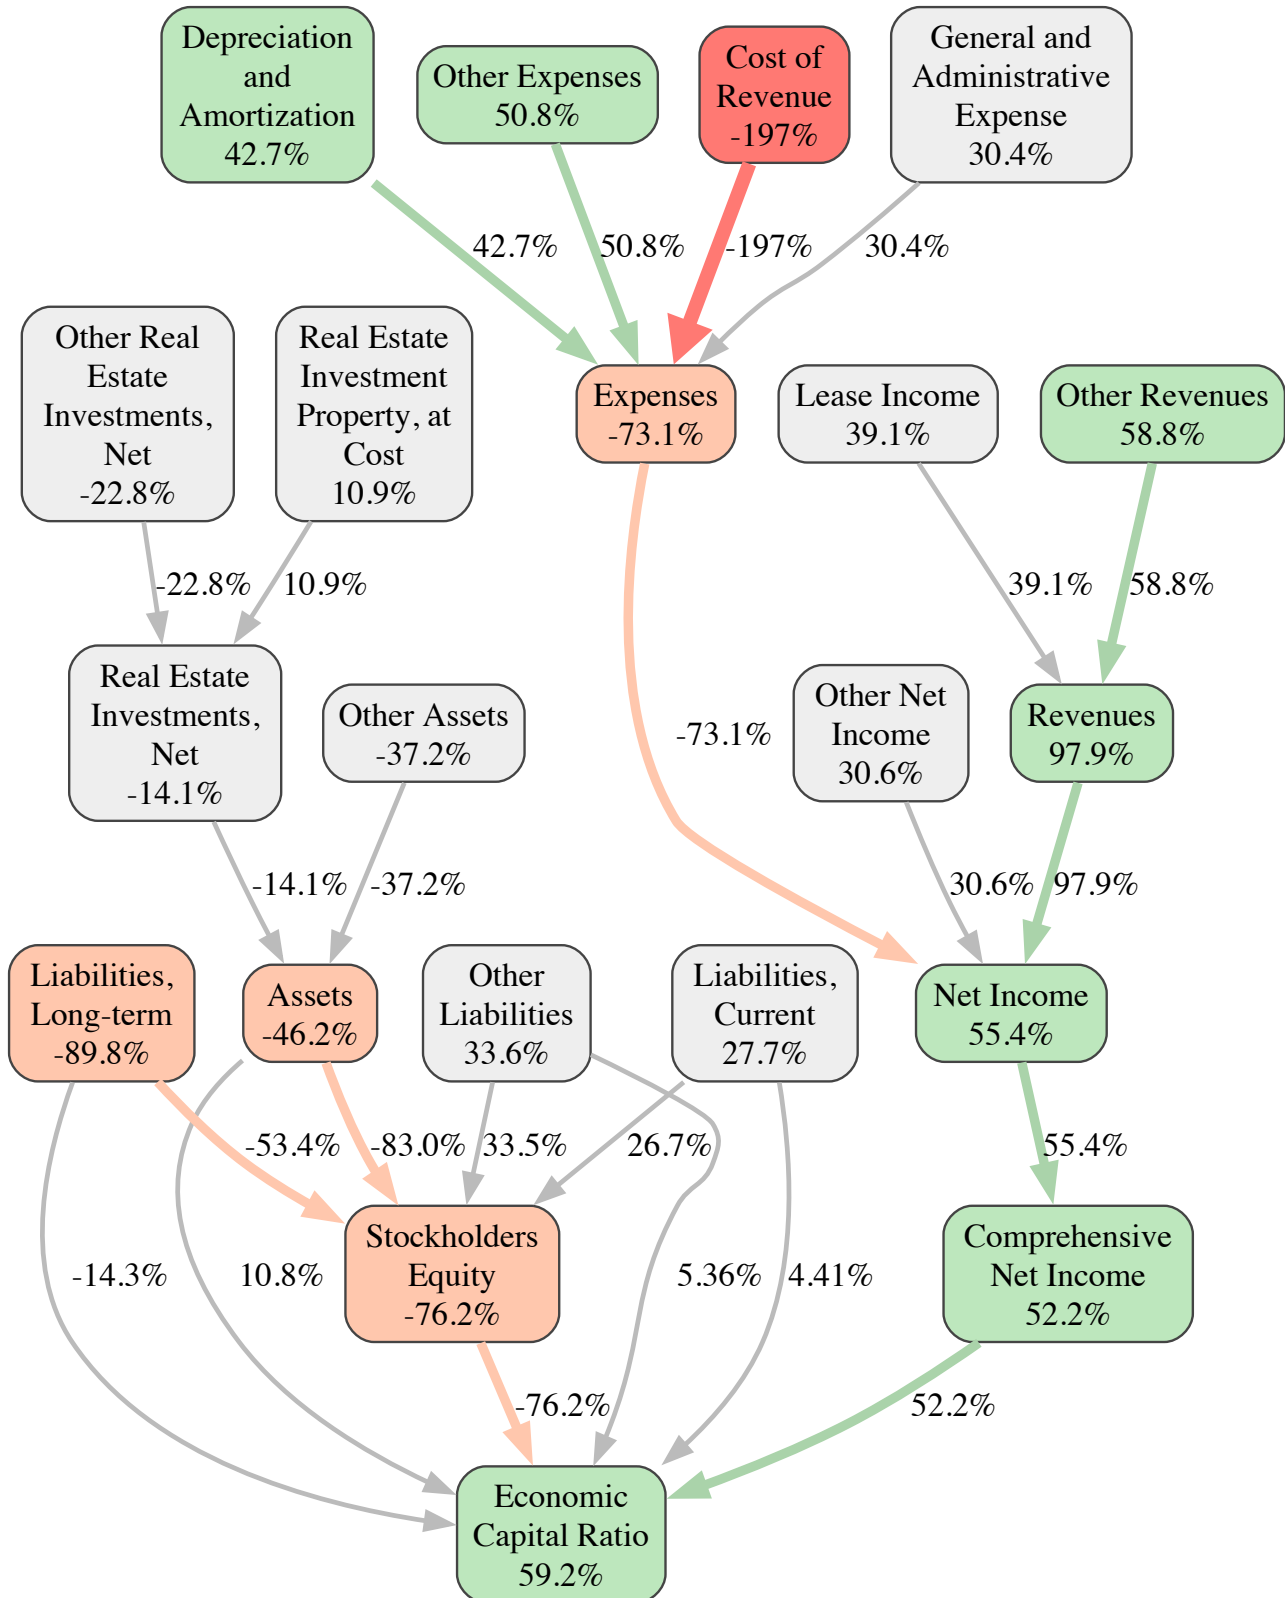 Depreciation
and
Amortization
42.7%
Other Expenses
50.8%
Cost of
Revenue
-197%
General and
Administrative
Expense
30.4%
42.7%
50.8%
-197%
30.4%
Other Real
Estate
Investments,
Net
-22.8%
Real Estate
Investment
Property, at
Cost
10.9%
Expenses
-73.1%
Lease Income
39.1%
Other Revenues
58.8%
-22.8%
10.9%
39.1%
58.8%
Real Estate
Investments,
Net
-14.1%
Other Assets
-37.2%
-73.1%
Other Net
Income
30.6%
Revenues
97.9%
-14.1%
-37.2%
30.6%
97.9%
Liabilities,
Long-term
-89.8%
Assets
-46.2%
Other
Liabilities
33.6%
Liabilities,
Current
27.7%
Net Income
55.4%
-53.4%
-83.0%
33.5%
26.7%
55.4%
-14.3%
10.8%
Stockholders
Equity
-76.2%
5.36%
4.41%
Comprehensive
Net Income
52.2%
-76.2%
52.2%
Economic
Capital Ratio
59.2%